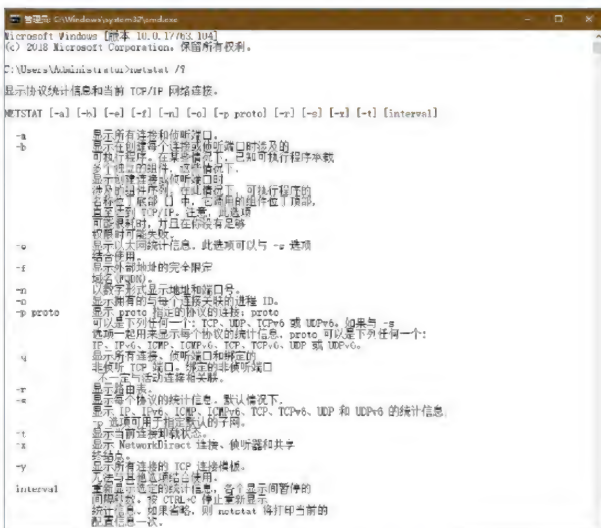 管理员: C:\Windows\system32\cmd.exe
Microsoft Windows [版本 10.0.17763.104]
(c) 2018 Microsoft Corporation。保留所有权利。
C:\Users\Administrator>netstat /?
显示协议统计信息和当前 TCP/IP 网络连接。
NETSTAT [-a] [-b] [-e] [-f] [-n] [-o] [-p proto] [-r] [-s] [-x] [-t] [interval]
-a 显示所有连接和侦听端口。
-b 显示在创建每个连接或侦听端口时涉及的
可执行程序。在某些情况下，已知可执行程序承载
多个独立的组件，这些情况下，
显示创建连接或侦听端口时
涉及的组件序列。在此情况下，可执行程序的
名称位于底部 [] 中，它调用的组件位于顶部，
直至达到 TCP/IP。注意，此选项
可能很耗时，并且在你没有足够
权限时可能失败。
-e 显示以太网统计信息。此选项可以与 -s 选项
结合使用。
-f 显示外部地址的完全限定
域名(FQDN)。
-n 以数字形式显示地址和端口号。
-o 显示拥有的与每个连接关联的进程 ID。
-p proto 显示 proto 指定的协议的连接；proto
可以是下列任何一个: TCP、UDP、TCPv6 或 UDPv6。如果与 -s
选项一起用来显示每个协议的统计信息，proto 可以是下列任何一个:
IP、IPv6、ICMP、ICMPv6、TCP、TCPv6、UDP 或 UDPv6。
-q 显示所有连接、侦听端口和绑定的
非侦听 TCP 端口。绑定的非侦听端口
不一定与活动连接相关联。
-r 显示路由表。
-s 显示每个协议的统计信息。默认情况下，
显示 IP、IPv6、ICMP、ICMPv6、TCP、TCPv6、UDP 和 UDPv6 的统计信息;
-p 选项可用于指定默认的子网。
-t 显示当前连接卸载状态。
-x 显示 NetworkDirect 连接、侦听器和共享
终结点。
-y 显示所有连接的 TCP 连接模板。
无法与其他选项结合使用。
interval 重新显示选定的统计信息，各个显示间暂停的
间隔秒数。按 CTRL+C 停止重新显示
统计信息。如果省略，则 netstat 将打印当前的
配置信息一次。